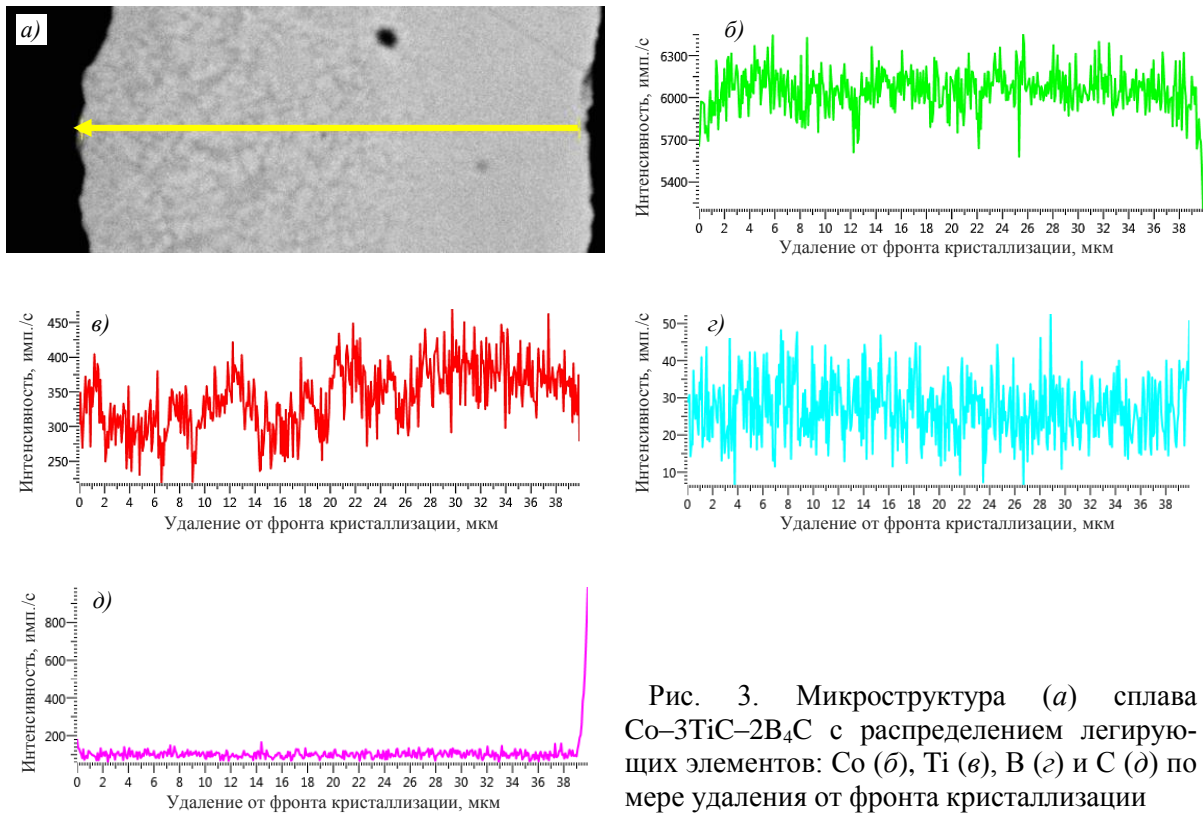 а)
б)
Интенсивность, имп./с
6300
6000
5700
5400
0 2 4 6 8 10 12 14 16 18 20 22 24 26 28 30 32 34 36 38
Удаление от фронта кристаллизации, мкм
в)
Интенсивность, имп./с
450
400
350
300
250
0 2 4 6 8 10 12 14 16 18 20 22 24 26 28 30 32 34 36 38
Удаление от фронта кристаллизации, мкм
г)
Интенсивность, имп./с
50
40
30
20
10
0 2 4 6 8 10 12 14 16 18 20 22 24 26 28 30 32 34 36 38
Удаление от фронта кристаллизации, мкм
д)
Интенсивность, имп./с
800
600
400
200
0 2 4 6 8 10 12 14 16 18 20 22 24 26 28 30 32 34 36 38
Удаление от фронта кристаллизации, мкм
Рис. 3. Микроструктура (а) сплава
Co–3TiC–2B₄C с распределением легирую-
щих элементов: Co (б), Ti (в), B (г) и C (д) по
мере удаления от фронта кристаллизации